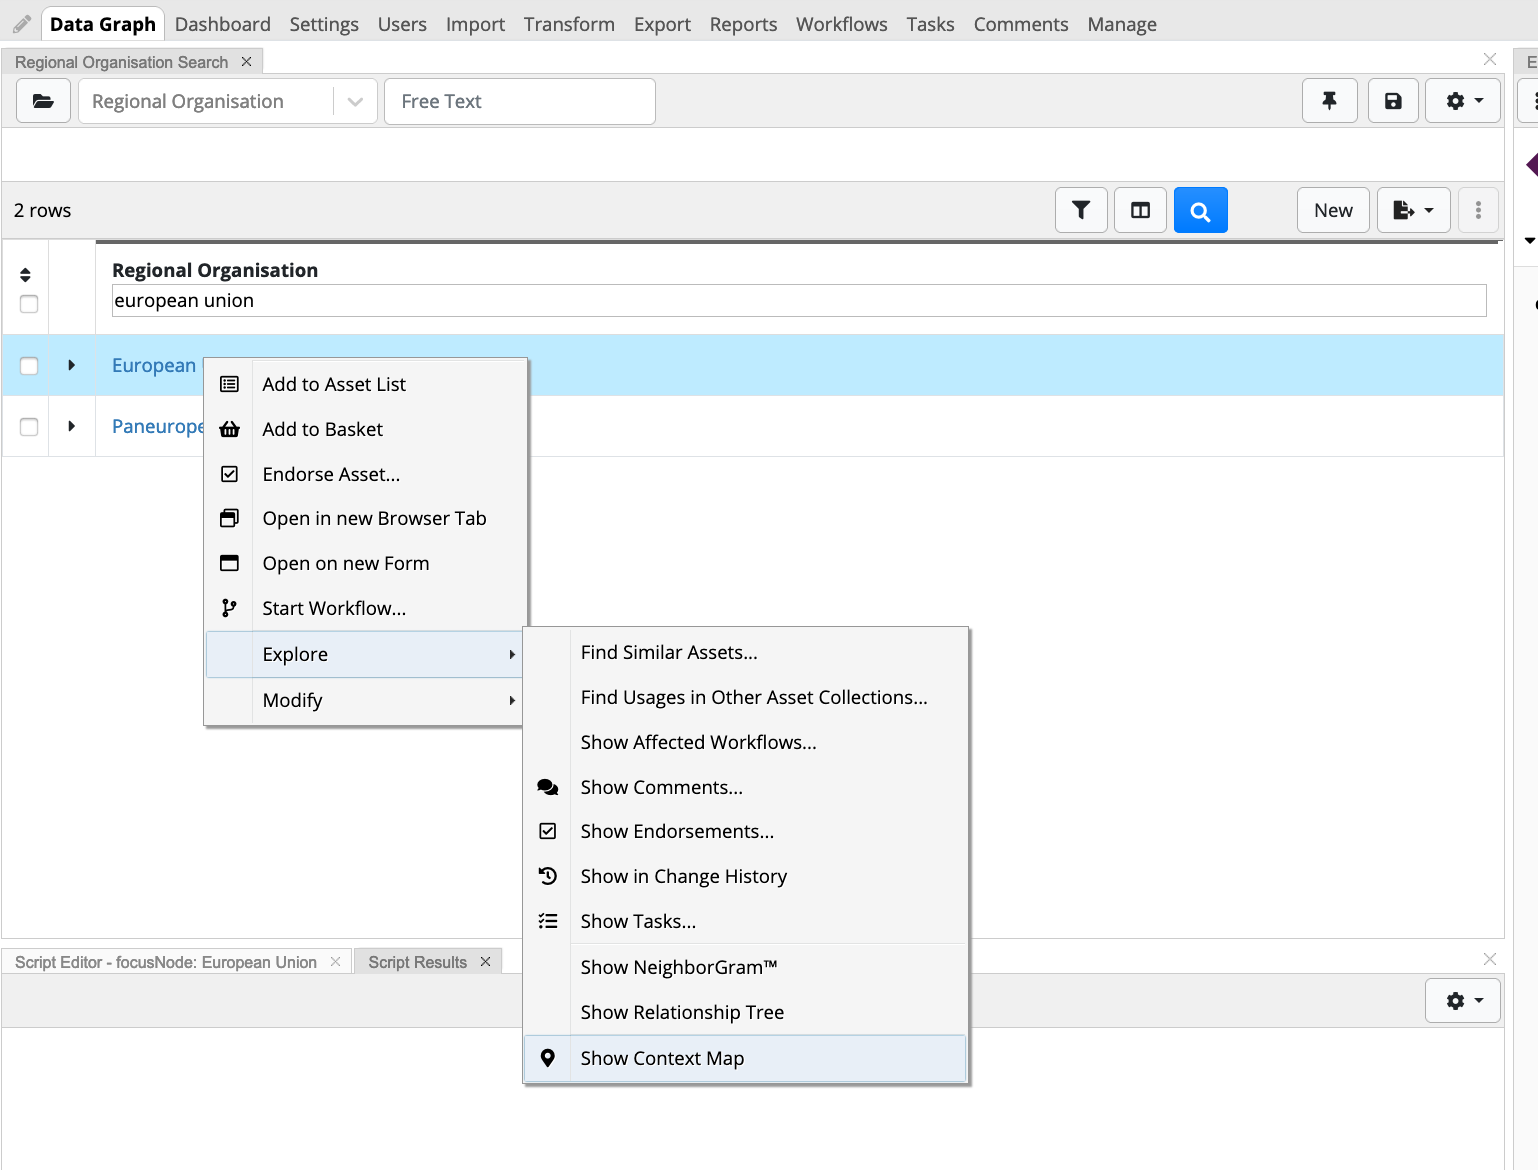 Data Graph Dashboard Settings Users Import Transform Export Reports Workflows Tasks Comments Manage
Regional Organisation Search
Regional Organisation Free Text
2 rows New
Regional Organisation
european union
European
Paneurope
Add to Asset List
Add to Basket
Endorse Asset...
Open in new Browser Tab
Open on new Form
Start Workflow...
Explore
Modify
Find Similar Assets...
Find Usages in Other Asset Collections...
Show Affected Workflows...
Show Comments...
Show Endorsements...
Show in Change History
Show Tasks...
Show NeighborGram™
Show Relationship Tree
Show Context Map
Script Editor - focusNode: European Union Script Results